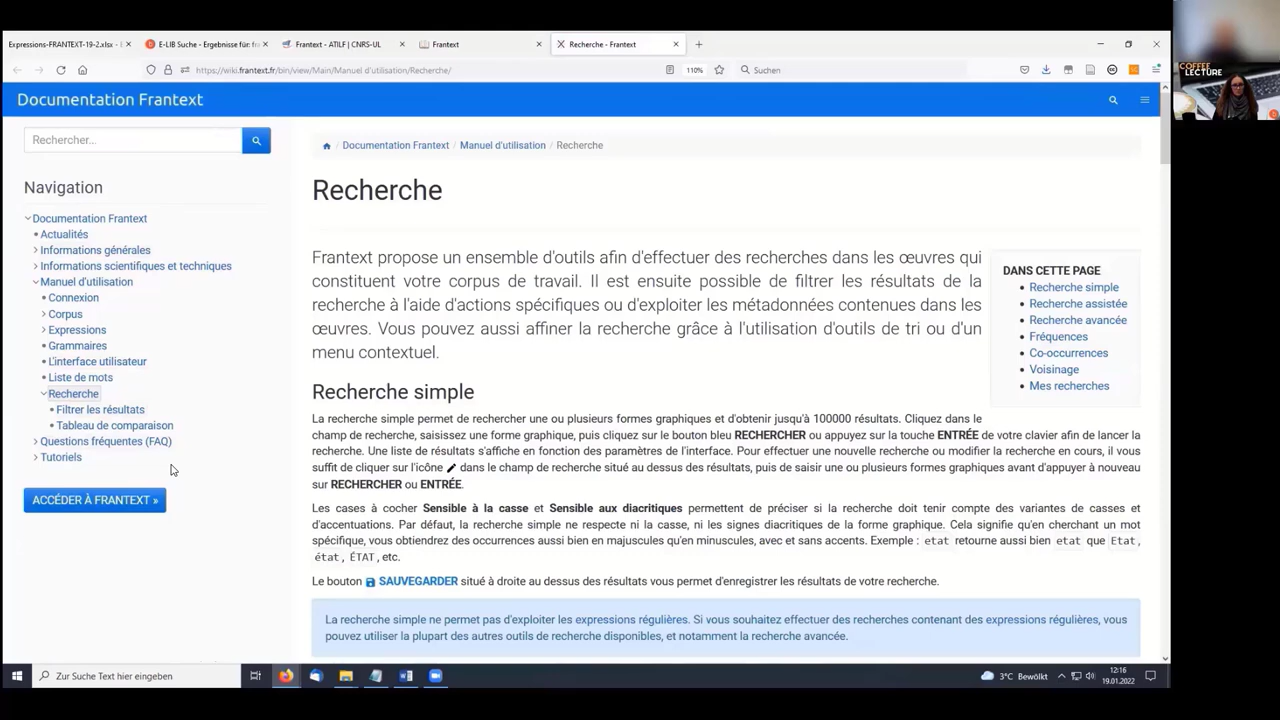 Expressions-FRANTEXT-19-2.xlsx - L
E-LIB Suche - Ergebnisse für: fr
Frantext - ATILF | CNRS-UL
Frantext
Recherche - Frantext
https://wiki.frantext.fr/bin/view/Main/Manuel d'utilisation/Recherche/
110%
Suchen
COFFEE
LECTURE
Documentation Frantext
Rechercher...
Navigation
Documentation Frantext
Actualités
Informations générales
Informations scientifiques et techniques
Manuel d'utilisation
Connexion
Corpus
Expressions
Grammaires
L'interface utilisateur
Liste de mots
Recherche
Filtrer les résultats
Tableau de comparaison
Questions fréquentes (FAQ)
Tutoriels
ACCÉDER À FRANTEXT »
Documentation Frantext / Manuel d'utilisation / Recherche
Recherche
Frantext propose un ensemble d'outils afin d'effectuer des recherches dans les œuvres qui
constituent votre corpus de travail. Il est ensuite possible de filtrer les résultats de la
recherche à l'aide d'actions spécifiques ou d'exploiter les métadonnées contenues dans les
œuvres. Vous pouvez aussi affiner la recherche grâce à l'utilisation d'outils de tri ou d'un
menu contextuel.
DANS CETTE PAGE
Recherche simple
Recherche assistée
Recherche avancée
Fréquences
Co-occurrences
Voisinage
Mes recherches
Recherche simple
La recherche simple permet de rechercher une ou plusieurs formes graphiques et d'obtenir jusqu'à 100000 résultats. Cliquez dans le
champ de recherche, saisissez une forme graphique, puis cliquez sur le bouton bleu RECHERCHER ou appuyez sur la touche ENTRÉE de votre clavier afin de lancer la
recherche. Une liste de résultats s'affiche en fonction des paramètres de l'interface. Pour effectuer une nouvelle recherche ou modifier la recherche en cours, il vous
suffit de cliquer sur l'icône dans le champ de recherche situé au dessus des résultats, puis de saisir une ou plusieurs formes graphiques avant d'appuyer à nouveau
sur RECHERCHER ou ENTRÉE.
Les cases à cocher Sensible à la casse et Sensible aux diacritiques permettent de préciser si la recherche doit tenir compte des variantes de casses et
d'accentuations. Par défaut, la recherche simple ne respecte ni la casse, ni les signes diacritiques de la forme graphique. Cela signifie qu'en cherchant un mot
spécifique, vous obtiendrez des occurrences aussi bien en majuscules qu'en minuscules, avec et sans accents. Exemple : etat retourne aussi bien etat que Etat,
état, ÉTAT, etc.
Le bouton SAUVEGARDER situé à droite au dessus des résultats vous permet d'enregistrer les résultats de votre recherche.
La recherche simple ne permet pas d'exploiter les expressions régulières. Si vous souhaitez effectuer des recherches contenant des expressions régulières, vous
pouvez utiliser la plupart des autres outils de recherche disponibles, et notamment la recherche avancée.
Zur Suche Text hier eingeben
3°C Bewölkt
12:16
19.01.2022